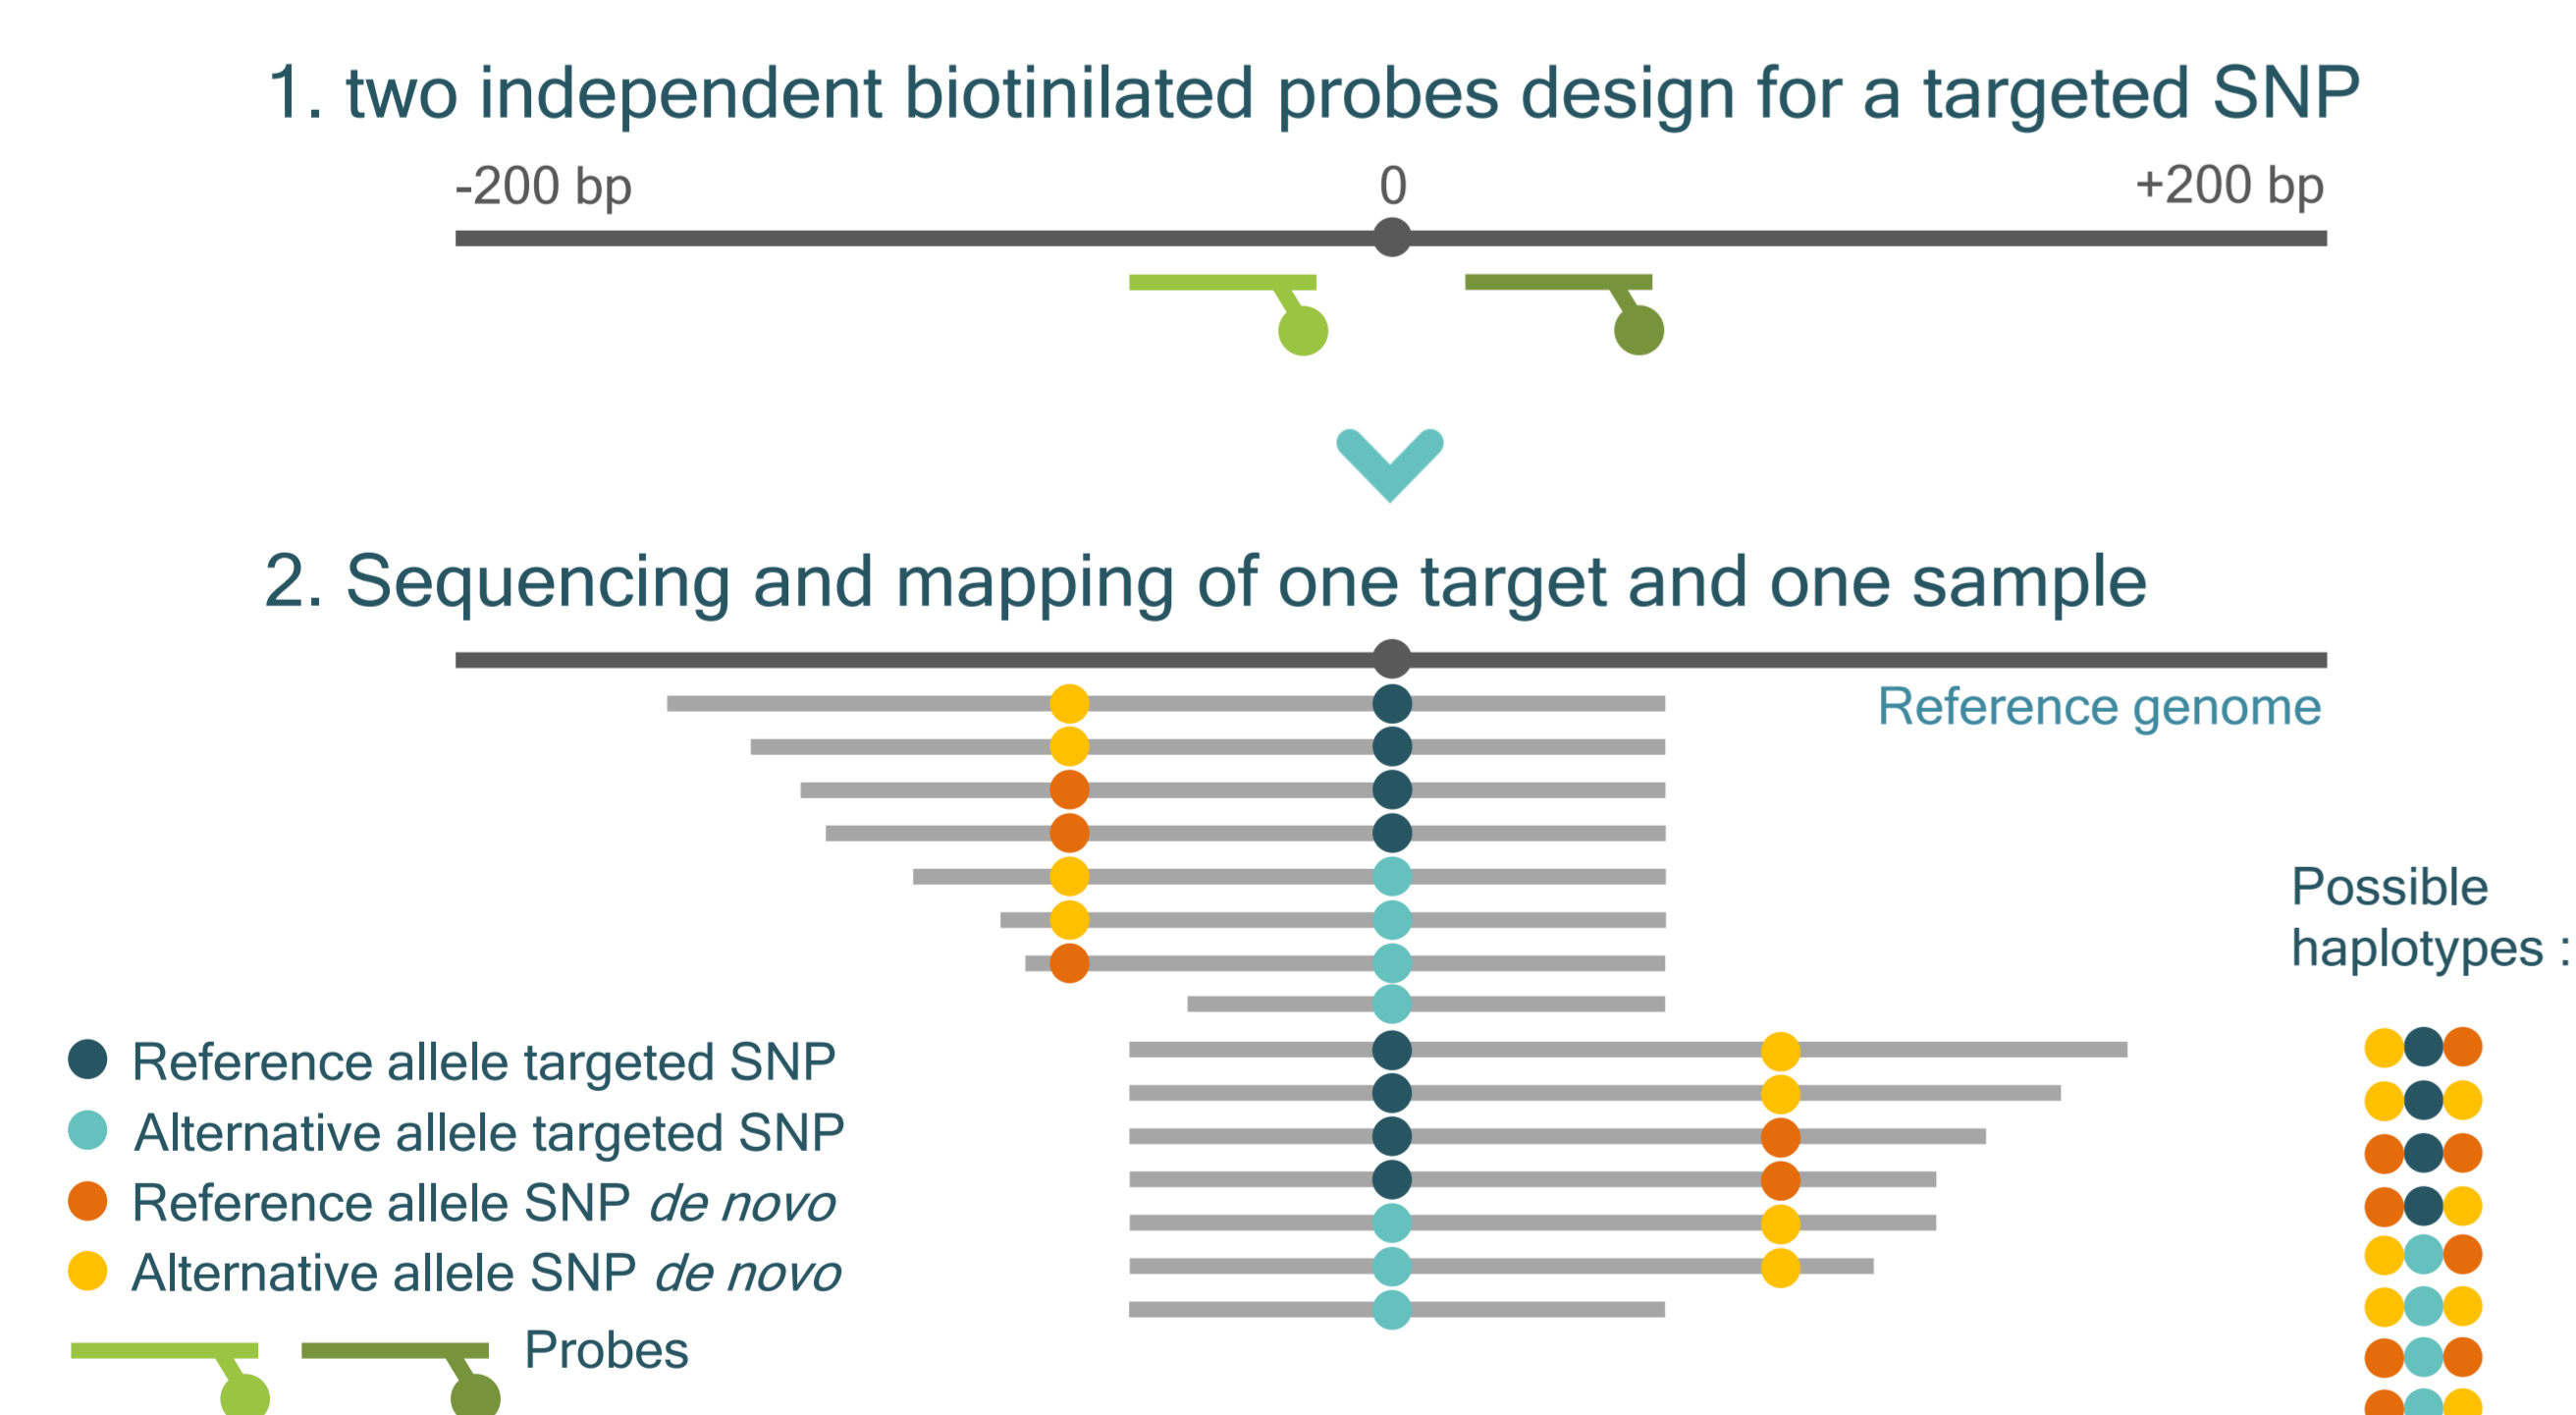 1. two independent biotinilated probes design for a targeted SNP
-200 bp 0 +200 bp
2. Sequencing and mapping of one target and one sample
Reference genome
Possible
haplotypes :
Reference allele targeted SNP
Alternative allele targeted SNP
Reference allele SNP de novo
Alternative allele SNP de novo
Probes